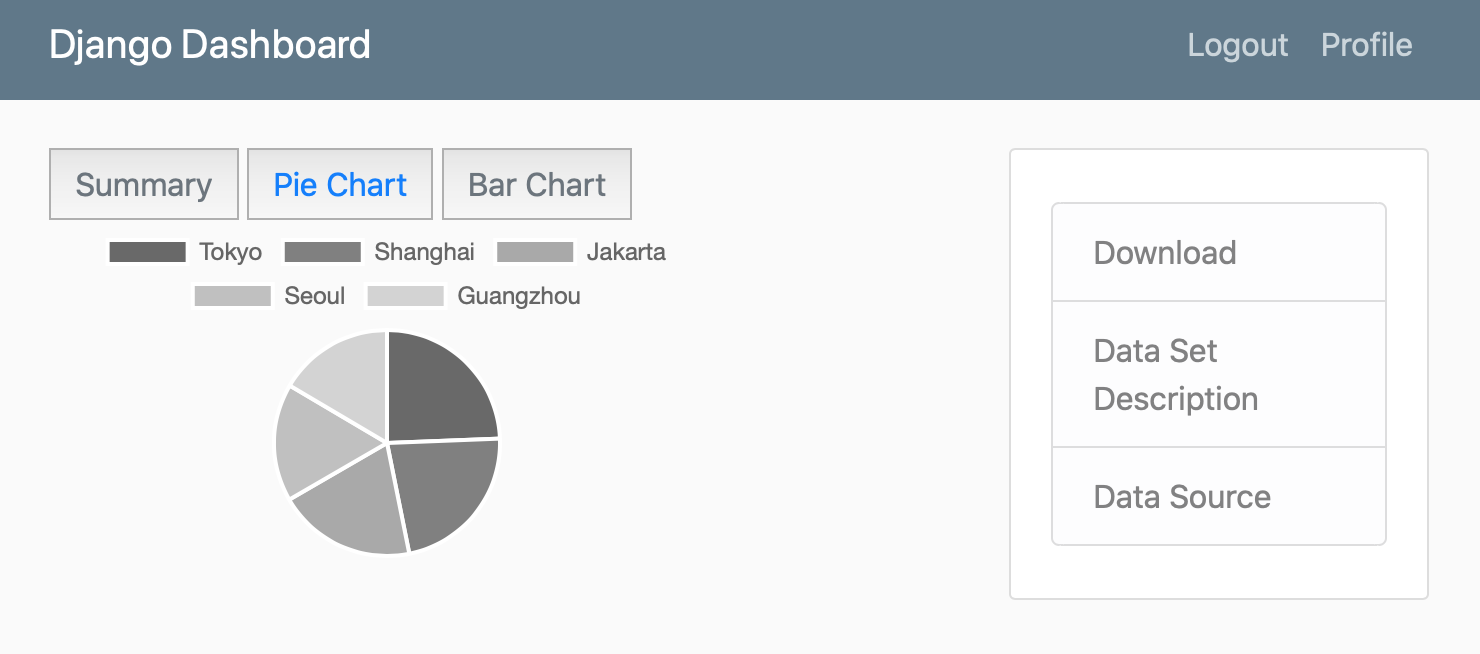 Django Dashboard
Logout Profile
Summary Pie Chart Bar Chart
Tokyo Shanghai Jakarta
Seoul Guangzhou
Download
Data Set
Description
Data Source